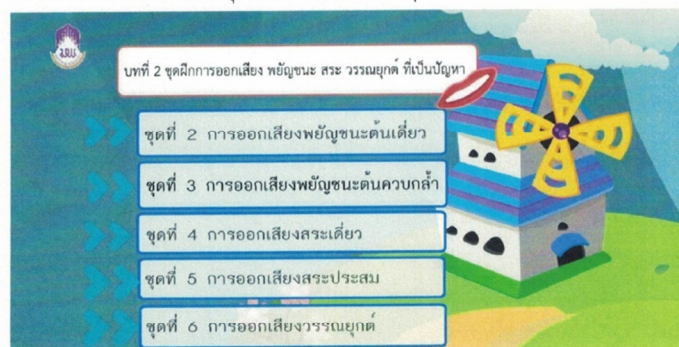 มบส
บทที่ 2 ชุดฝึกการออกเสียง พยัญชนะ สระ วรรณยุกต์ ที่เป็นปัญหา
ชุดที่ 2 การออกเสียงพยัญชนะต้นเดี่ยว
ชุดที่ 3 การออกเสียงพยัญชนะต้นควบกล้ำ
ชุดที่ 4 การออกเสียงสระเดี่ยว
ชุดที่ 5 การออกเสียงสระประสม
ชุดที่ 6 การออกเสียงวรรณยุกต์